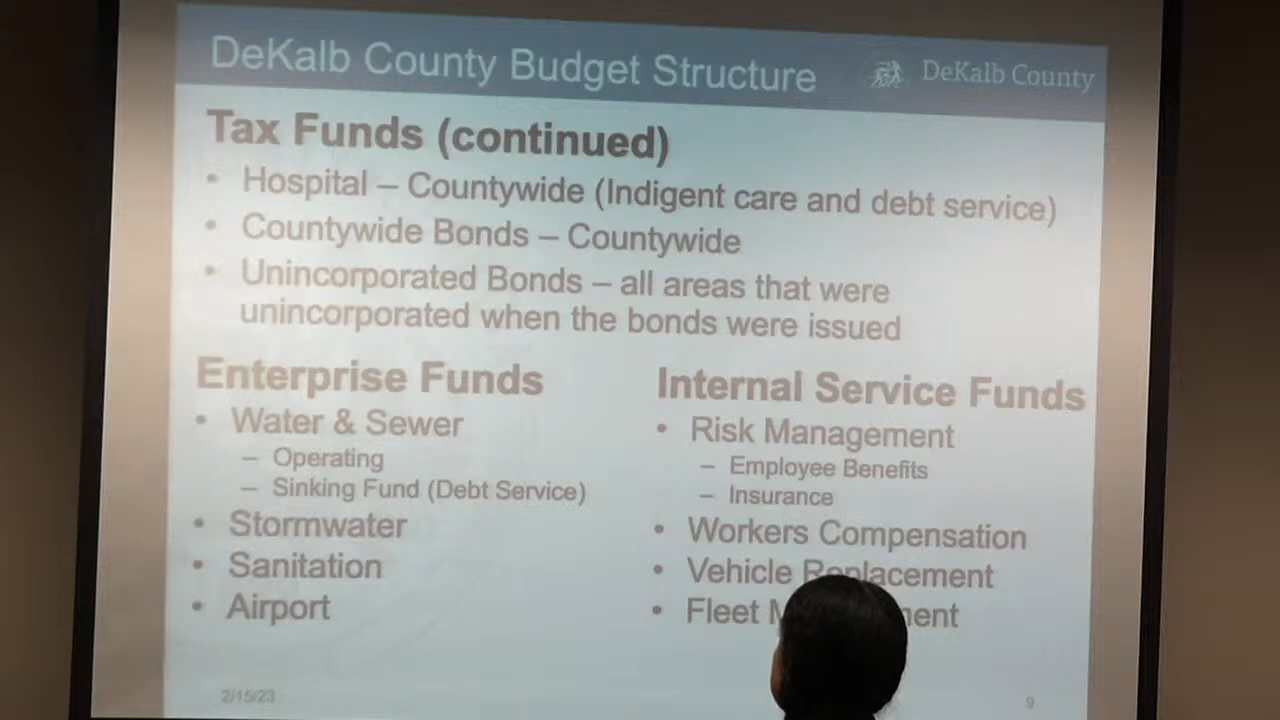 DeKalb County Budget Structure
DeKalb County
Tax Funds (continued)
• Hospital – Countywide (Indigent care and debt service)
• Countywide Bonds – Countywide
• Unincorporated Bonds – all areas that were
unincorporated when the bonds were issued
Enterprise Funds
• Water & Sewer
– Operating
– Sinking Fund (Debt Service)
• Stormwater
• Sanitation
• Airport
Internal Service Funds
• Risk Management
– Employee Benefits
– Insurance
• Workers Compensation
• Vehicle Replacement
• Fleet
2/15/23
9